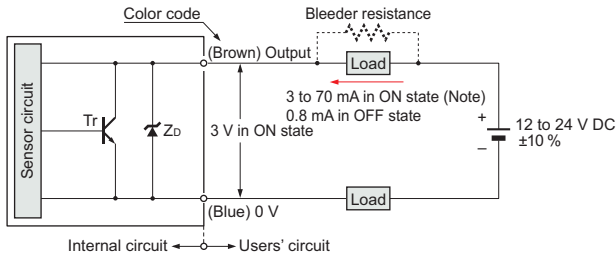 Color code
Bleeder resistance
(Brown) Output
Load
3 to 70 mA in ON state (Note)
0.8 mA in OFF state
Sensor circuit
Tr
ZD
3 V in ON state
+
–
12 to 24 V DC
±10 %
(Blue) 0 V
Load
Internal circuit
Users' circuit